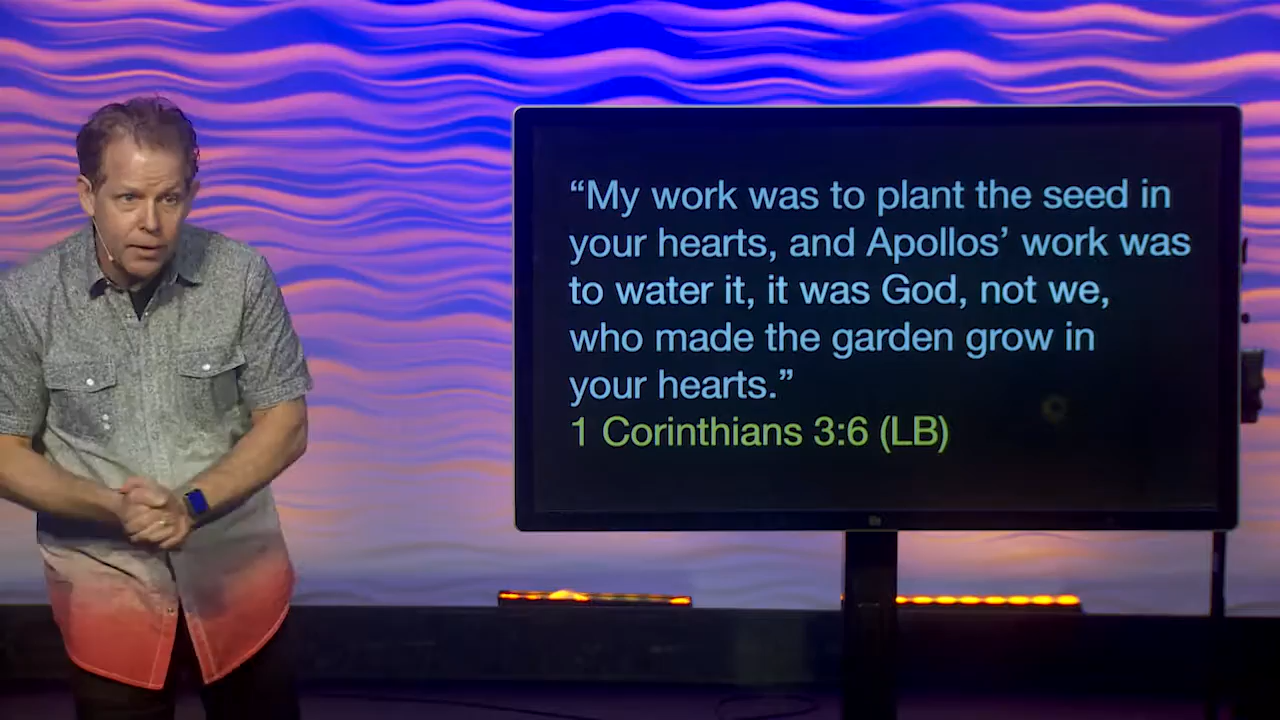 “My work was to plant the seed in
your hearts, and Apollos’ work was
to water it, it was God, not we,
who made the garden grow in
your hearts.”
1 Corinthians 3:6 (LB)